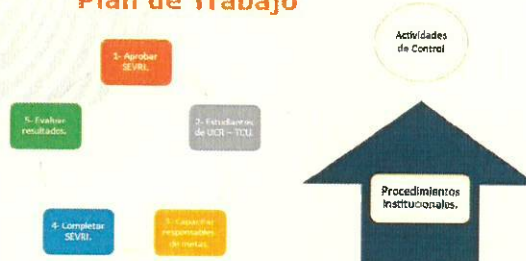 Plan de Trabajo
1- Aprobar
SEVRI.
2- Estudiantes
de UCR – TCU.
3- Capacitar
responsables
de metas.
4- Completar
SEVRI.
5- Evaluar
resultados.
Actividades
de Control
Procedimientos
Institucionales.